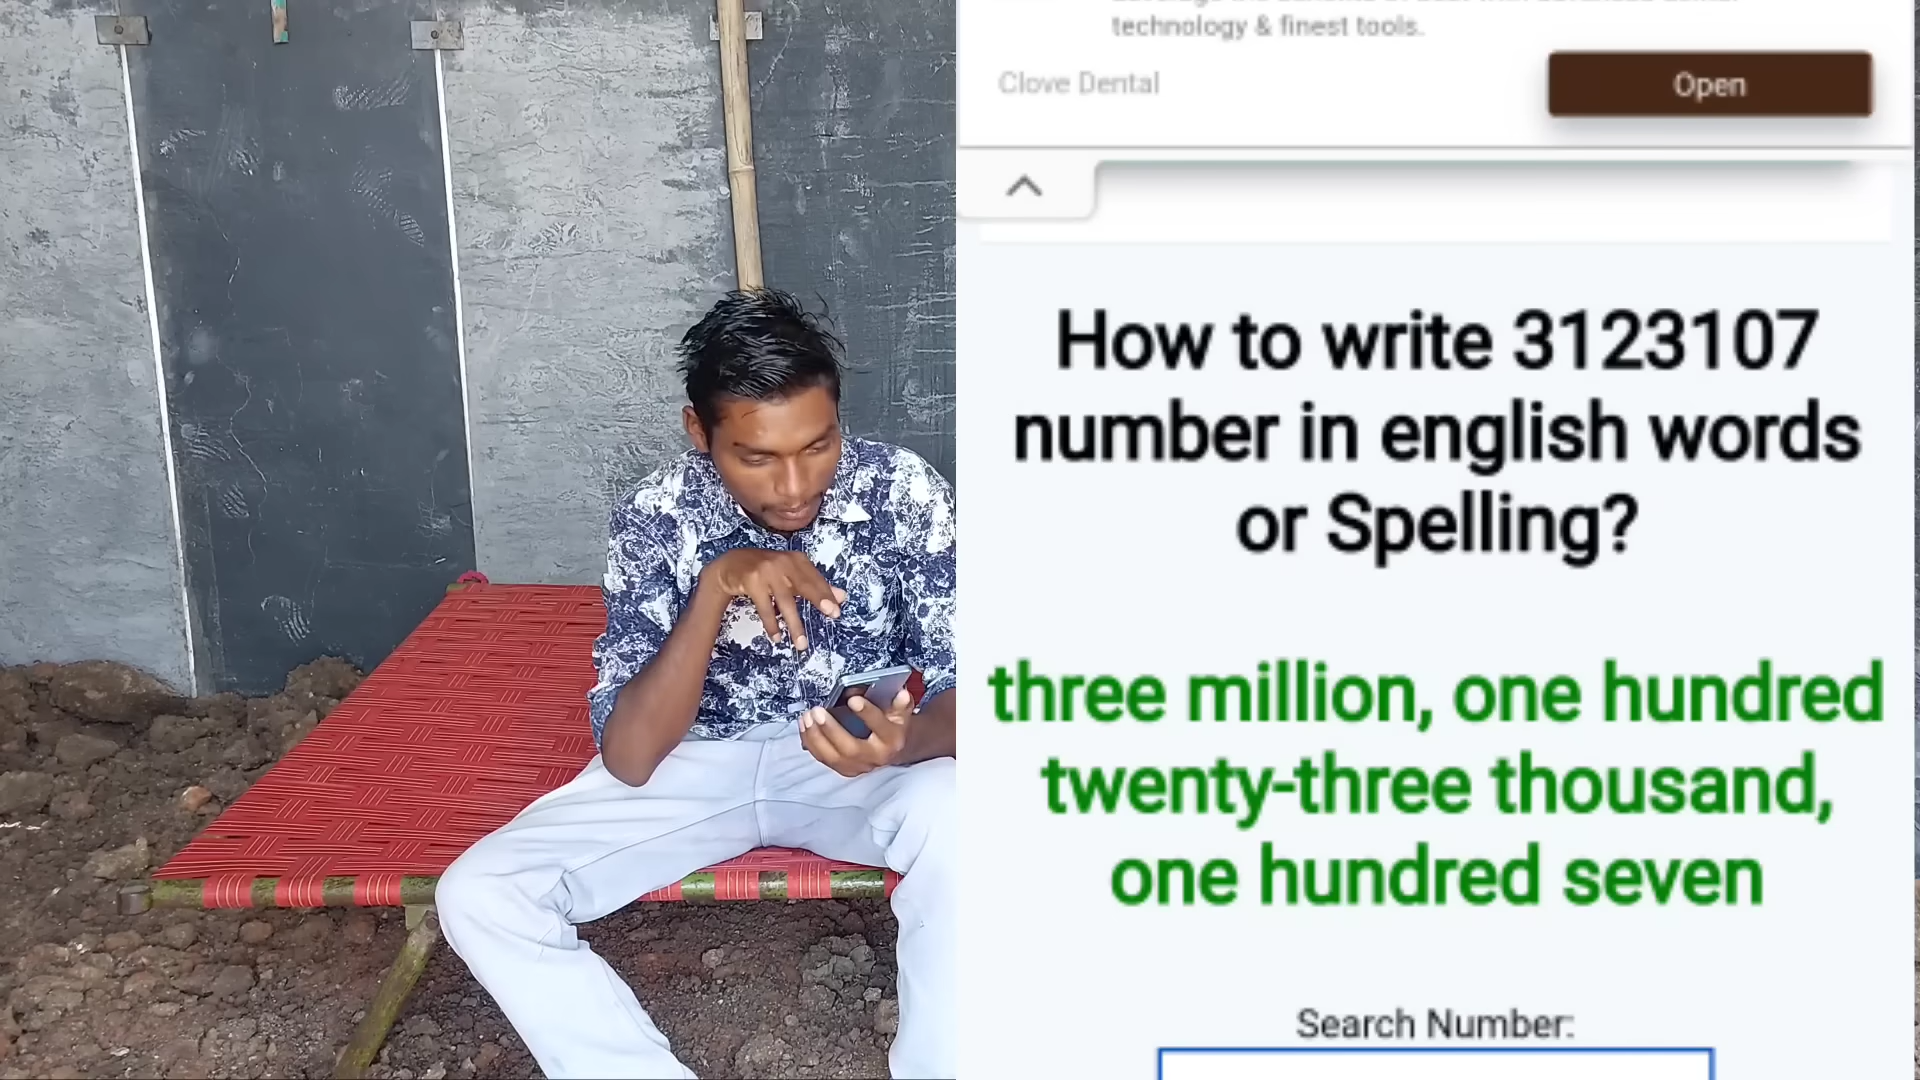 technology & finest tools.
Clove Dental
Open
How to write 3123107
number in english words
or Spelling?
three million, one hundred
twenty-three thousand,
one hundred seven
Search Number: